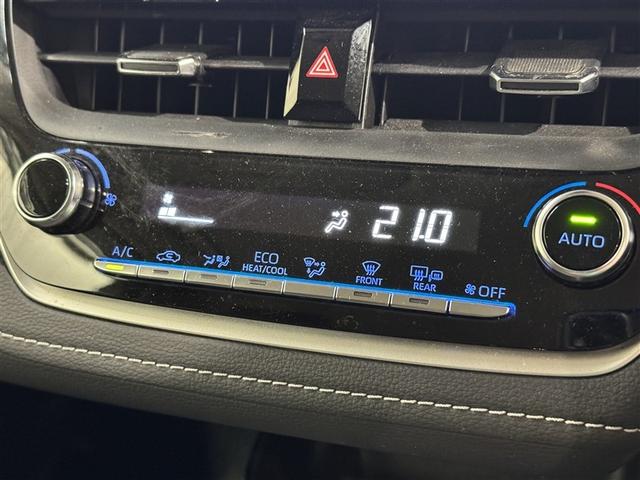 21.0
AUTO
A/C
ECO
HEAT/COOL
FRONT
REAR
OFF